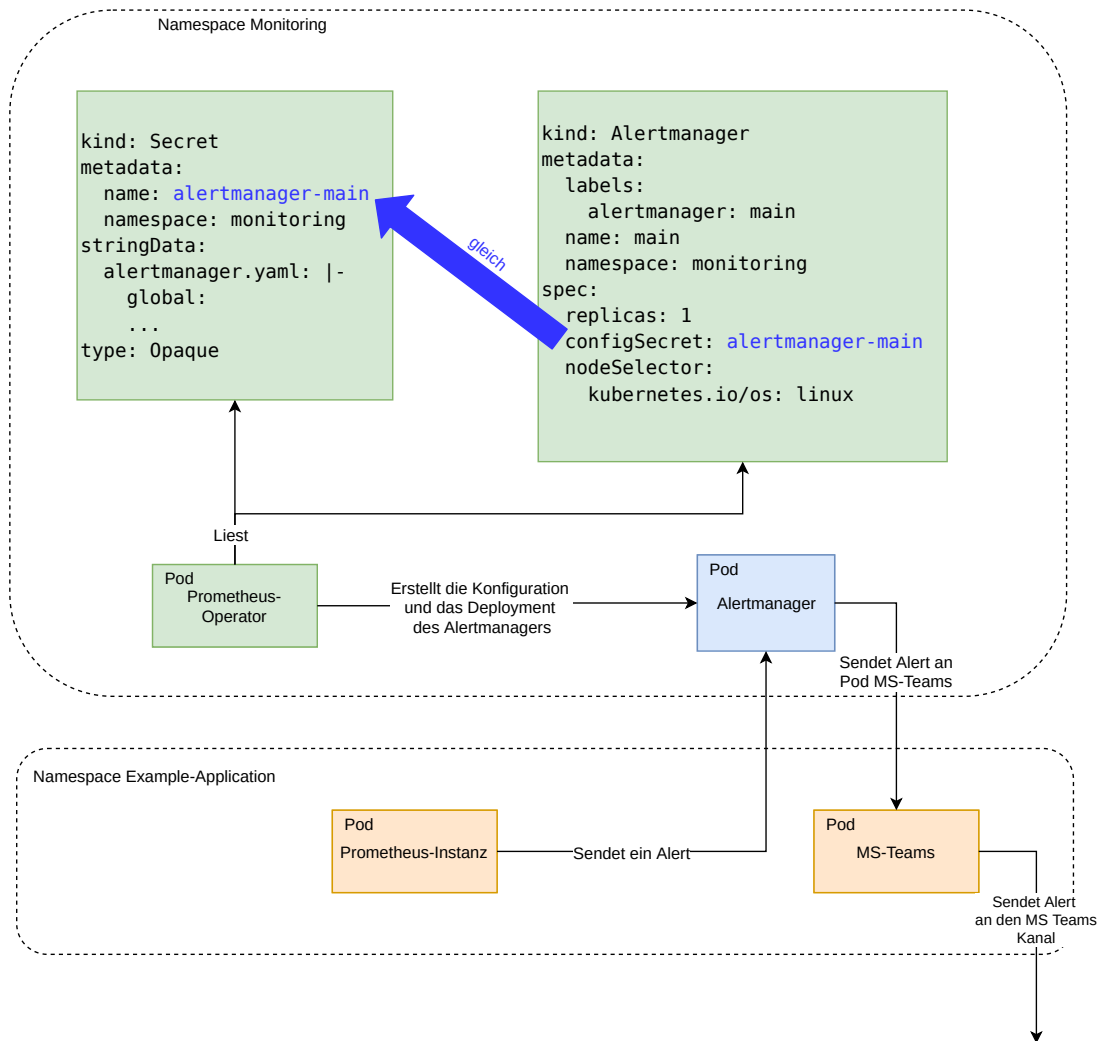 Namespace Monitoring
kind: Secret
metadata:
  name: alertmanager-main
  namespace: monitoring
stringData:
  alertmanager.yaml: |-
    global:
    ...
type: Opaque
kind: Alertmanager
metadata:
  labels:
    alertmanager: main
  name: main
  namespace: monitoring
spec:
  replicas: 1
  configSecret: alertmanager-main
  nodeSelector:
    kubernetes.io/os: linux
gleich
Liest
Pod
Prometheus-
Operator
Erstellt die Konfiguration
und das Deployment
des Alertmanagers
Pod
Alertmanager
Sendet Alert an
Pod MS-Teams
Namespace Example-Application
Pod
Prometheus-Instanz
Sendet ein Alert
Pod
MS-Teams
Sendet Alert
an den MS Teams
Kanal